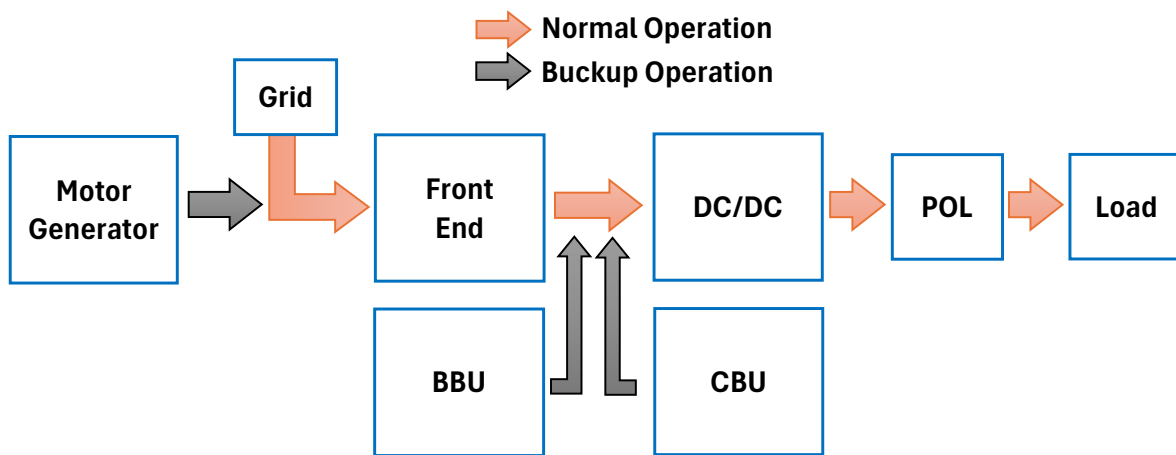 Normal Operation
Buckup Operation
Grid
Motor
Generator
Front
End
DC/DC
POL
Load
BBU
CBU